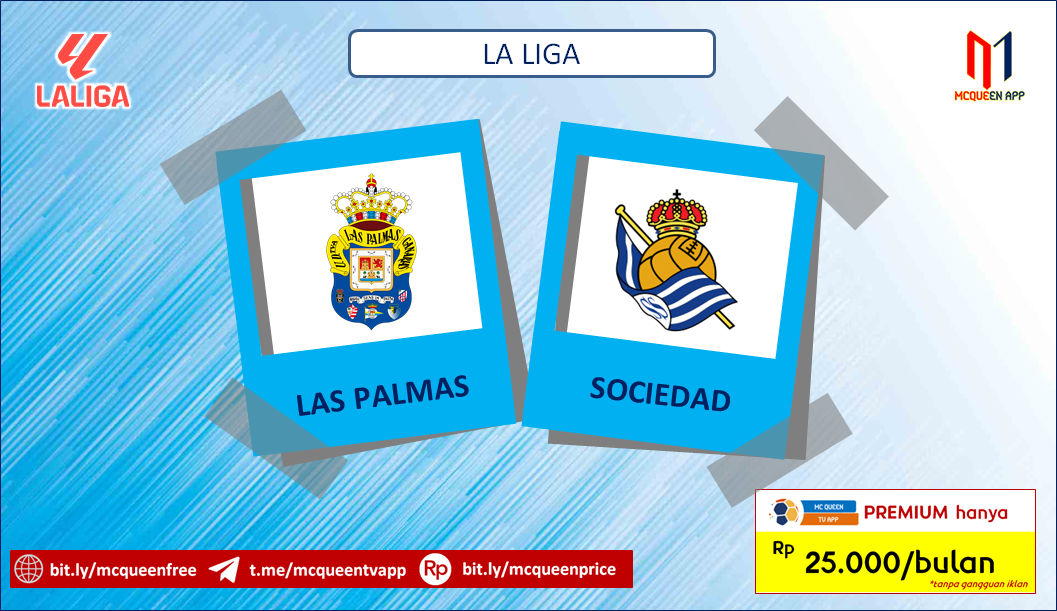 LALIGA
LA LIGA
MCQUEEN APP
LAS PALMAS
LAS PALMAS
SOCIEDAD
MC QUEEN
TV APP
PREMIUM hanya
Rp 25.000/bulan
*tanpa gangguan iklan
bit.ly/mcqueenfree
t.me/mcqueentvapp
Rp bit.ly/mcqueenprice